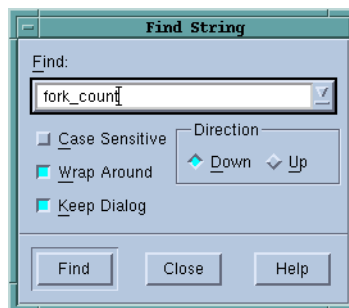 Find String
Find:
fork_count
Case Sensitive
Direction
Down Up
Wrap Around
Keep Dialog
Find Close Help